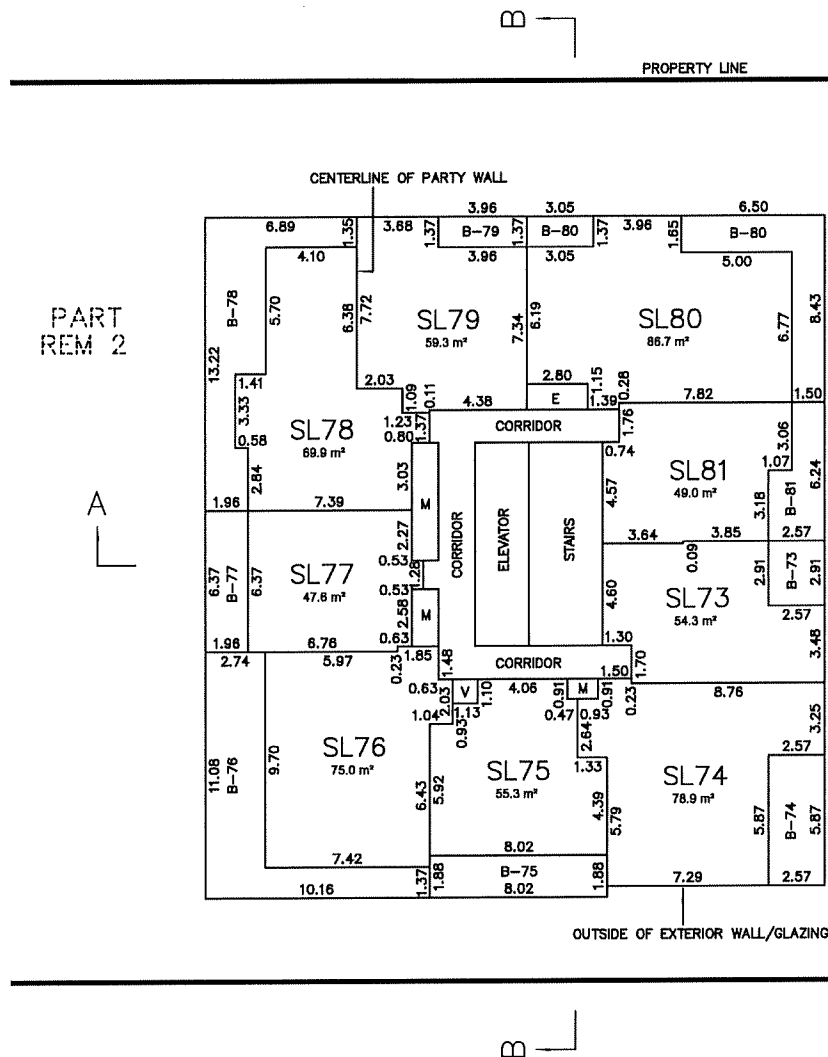 B
PROPERTY LINE
CENTERLINE OF PARTY WALL
3.96 3.05 6.50
6.89 1.35 3.68 1.37 B-79 1.37 B-80 1.37 3.96 1.65 B-80
4.10 3.96 3.05 5.00
PART
REM 2
B-78 5.70 6.38 7.72 7.34 6.19 6.77 8.43
SL79
59.3 m²
SL80
86.7 m²
13.22
1.41 2.03 1.09 0.11 4.38 2.80 E 1.15 1.39 0.28 7.82 1.50
3.33 1.23 1.37 CORRIDOR 1.76 3.06
0.58 0.80 0.74 1.07
SL78
69.9 m²
SL81
49.0 m²
2.84 3.03 M 4.57 3.18 B-81 6.24
A
1.96 7.39 2.27 CORRIDOR ELEVATOR STAIRS 3.64 3.85 0.09 2.57
6.37 B-77 6.37 0.53 1.28 2.91 B-73 2.91
SL77
47.6 m²
SL73
54.3 m²
0.53 2.58 M 4.60 2.57 3.48
1.96 6.76 0.63 1.85 1.30
2.74 5.97 0.23 1.48 CORRIDOR 1.50 1.70
0.63 2.03 V 1.10 4.06 0.91 M 0.91 0.23 8.76
1.04 0.93 1.13 0.47 0.93 2.64 3.25
SL76
75.0 m²
SL75
55.3 m²
SL74
78.9 m²
11.08 B-76 9.70 6.43 5.92 1.33 4.39 5.79 2.57 5.87 B-74 5.87
8.02
7.42 1.37 1.88 B-75 1.88
10.16 8.02 7.29 2.57
OUTSIDE OF EXTERIOR WALL/GLAZING
B